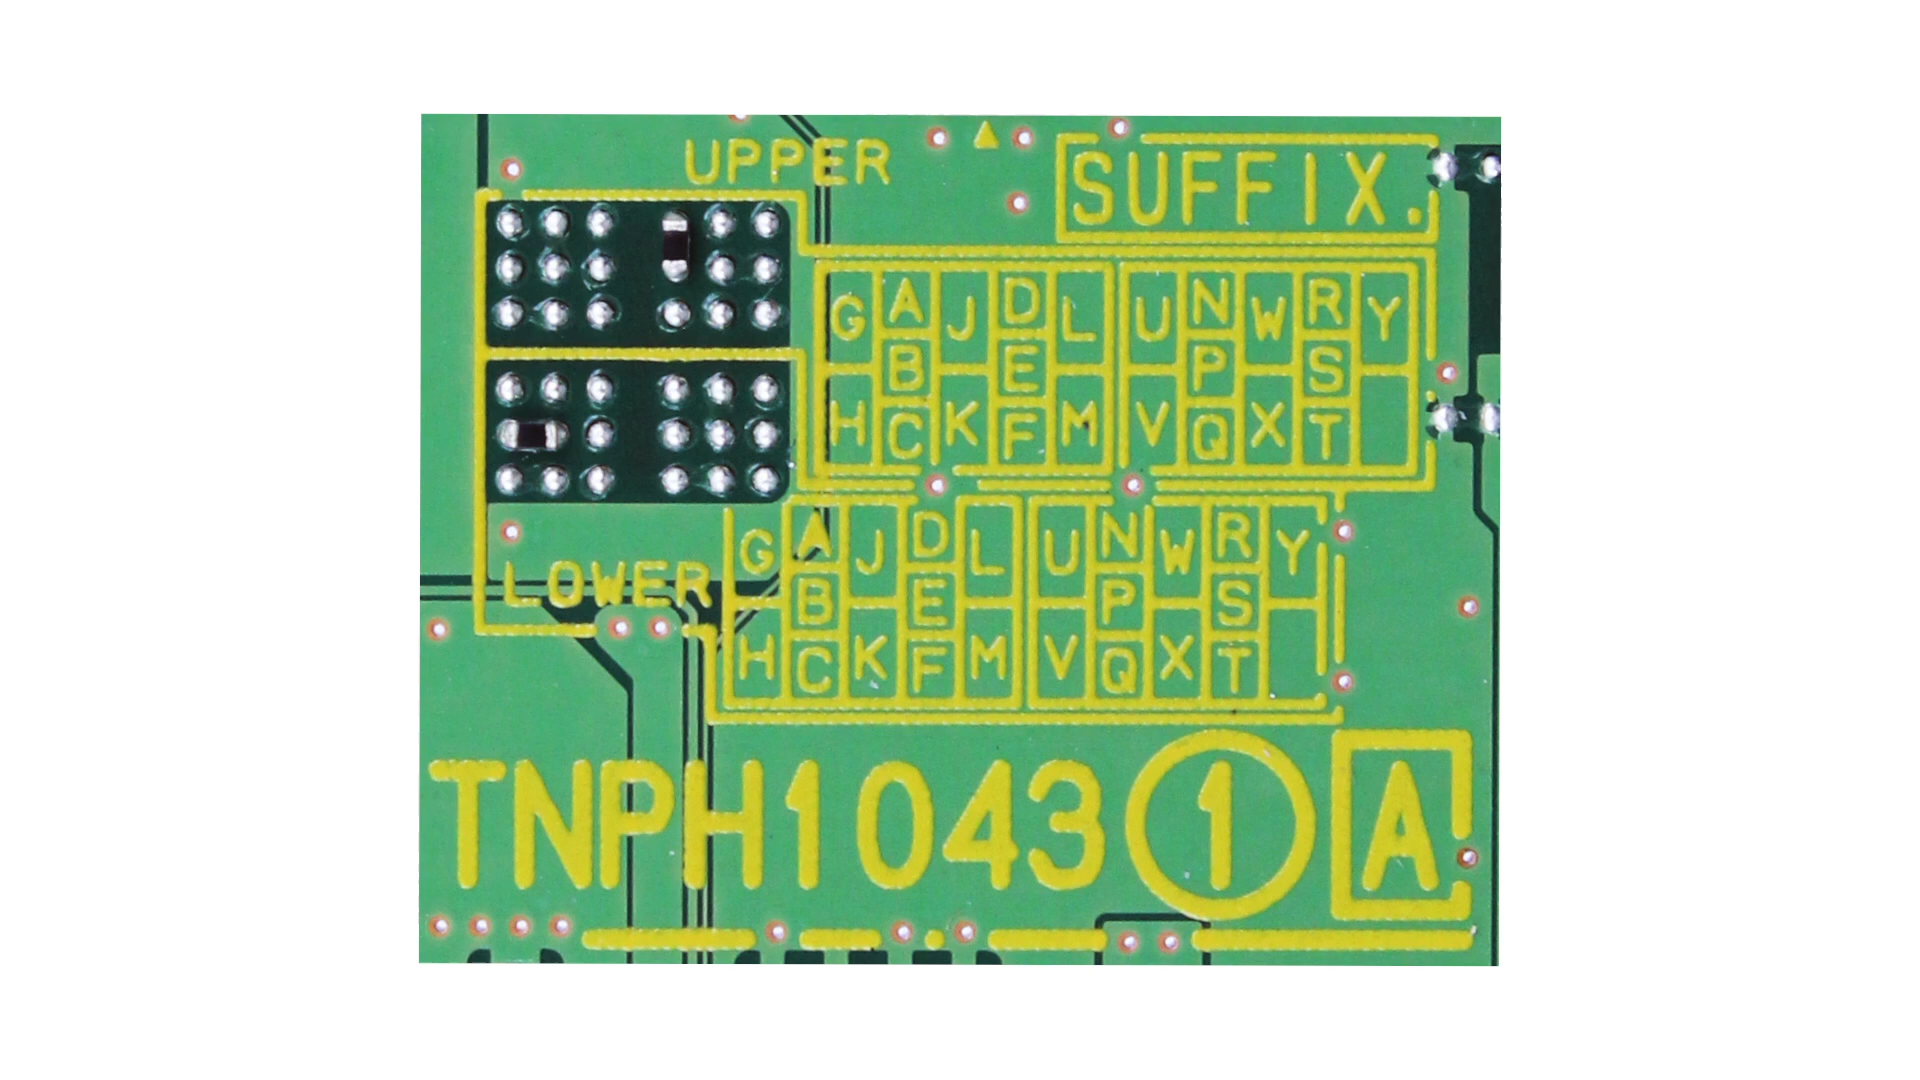 UPPER
SUFFIX.
G A J D L U N W R Y
B E P S
H C K F M V Q X T
G A J D L U N W R Y
LOWER B E P S
H C K F M V Q X T
TNPH1043 1 A